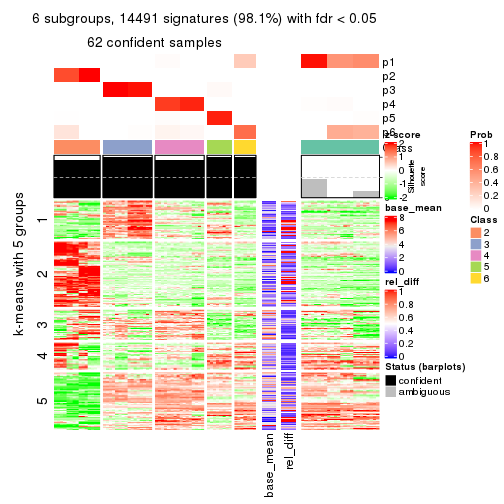 6 subgroups, 14491 signatures (98.1%) with fdr < 0.05
62 confident samples
p1
p2
p3
p4
p5
p6
Class
Silhouette
score
k-means with 5 groups
1
2
3
4
5
base_mean
rel_diff
z-score
2
1
0
-1
-2
base_mean
8
6
4
2
0
rel_diff
1
0.8
0.6
0.4
0.2
0
Status (barplots)
confident
ambiguous
Prob
1
0.8
0.6
0.4
0.2
0
Class
2
3
4
5
6